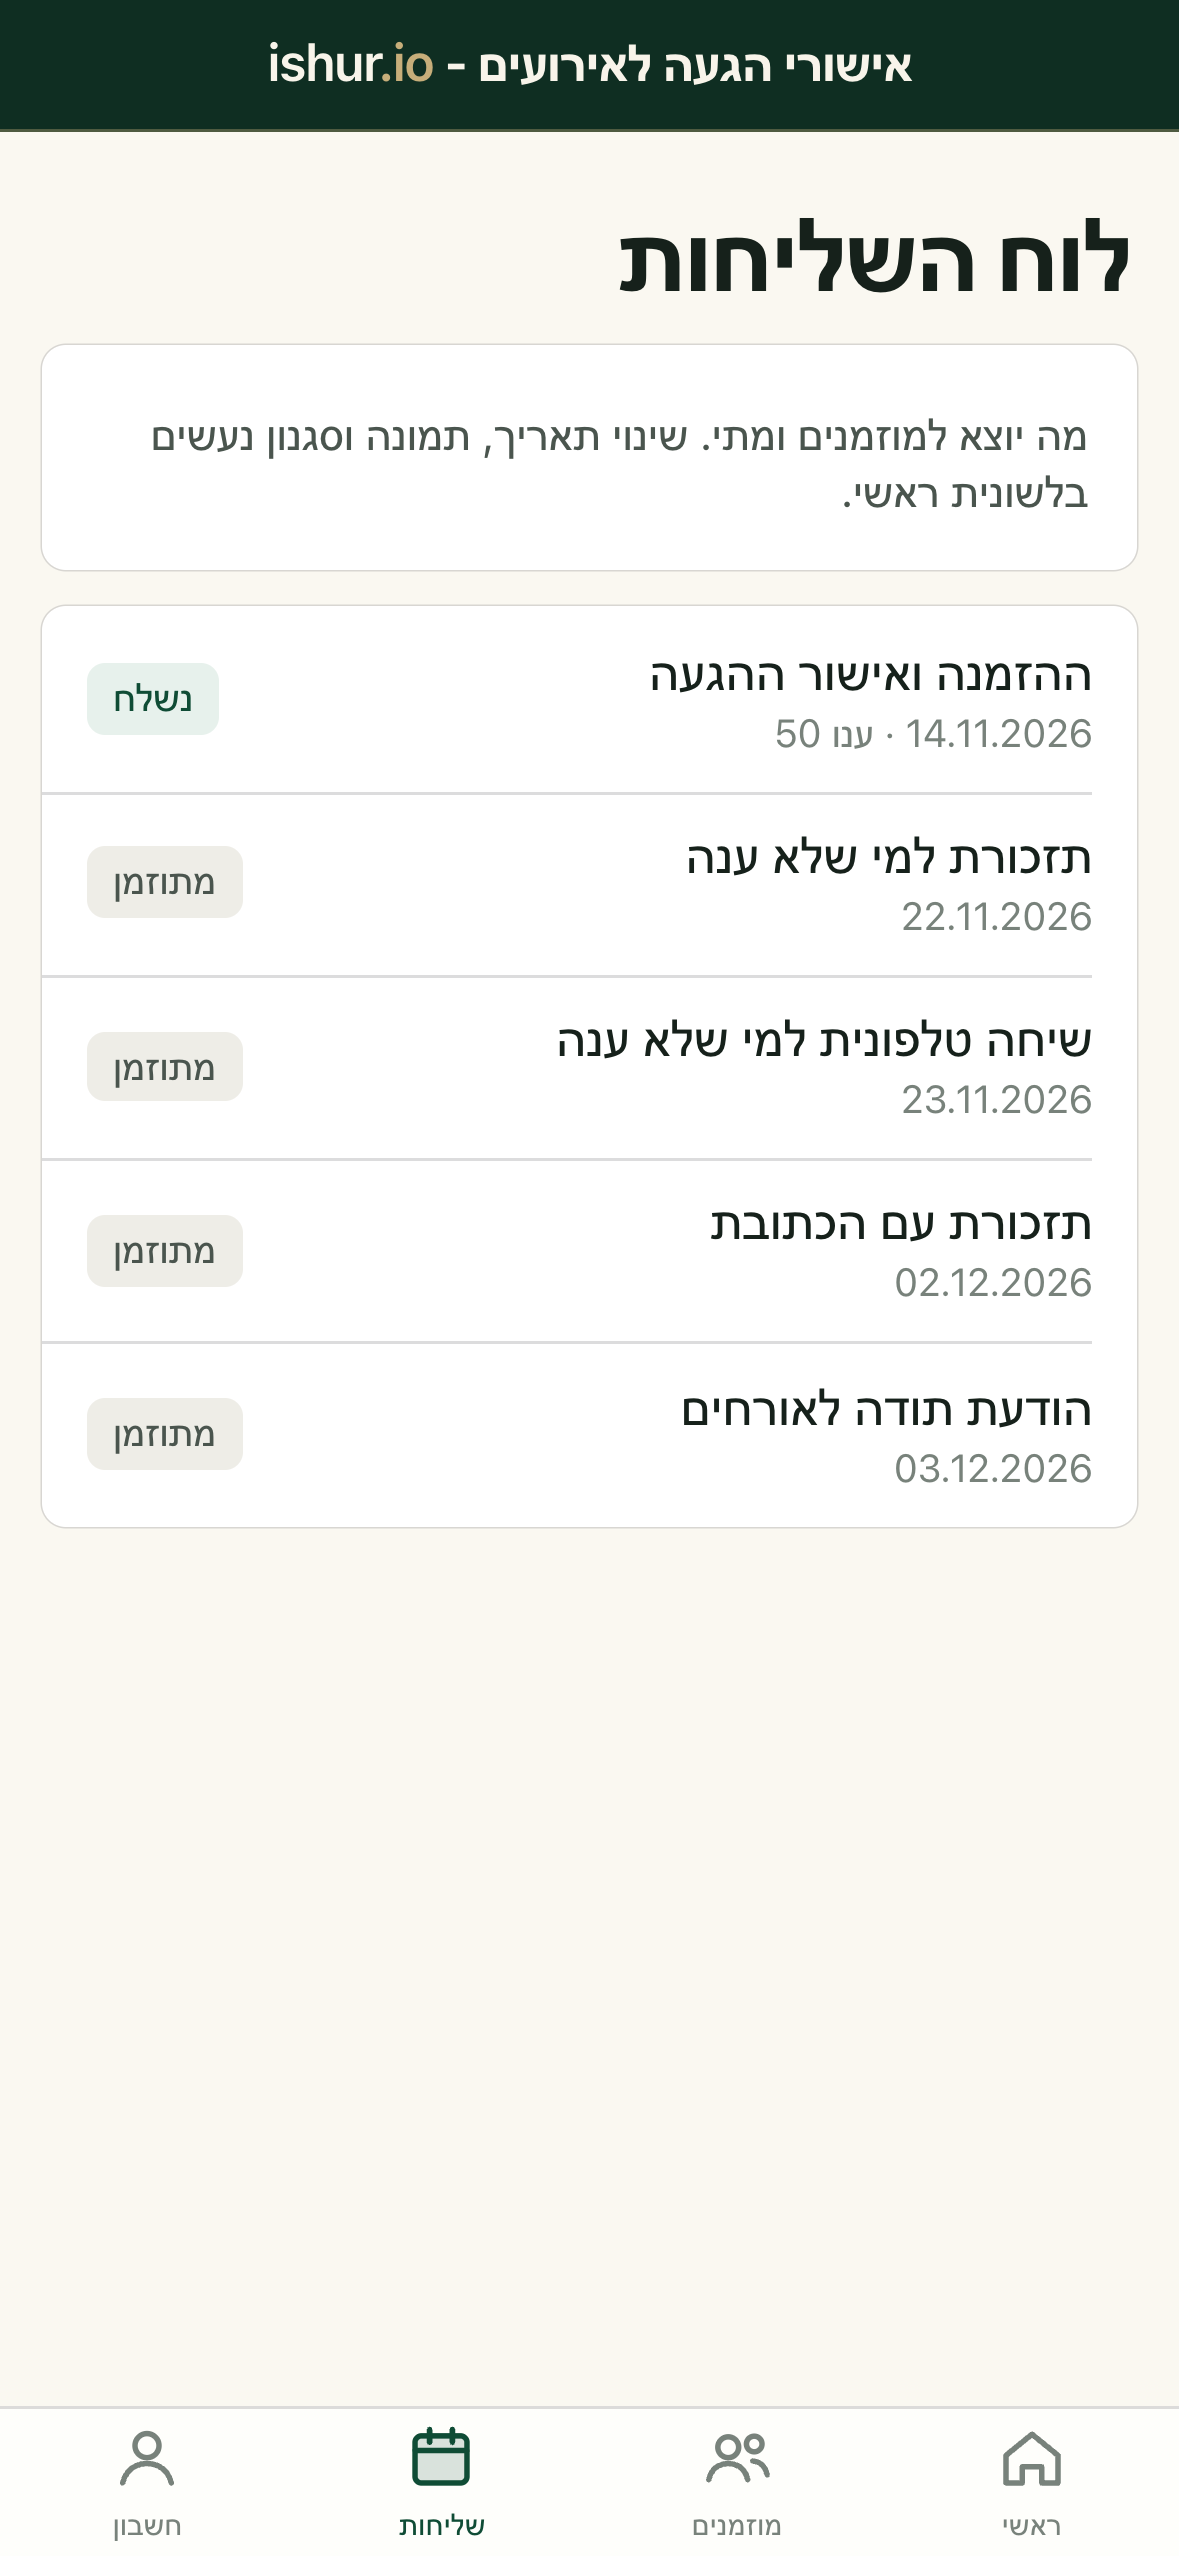 אישורי הגעה לאירועים - ishur.io
לוח השליחות
מה יוצא למוזמנים ומתי. שינוי תאריך, תמונה וסגנון נעשים
בלשונית ראשי.
ההזמנה ואישור ההגעה
14.11.2026 · ענו 50
נשלח
תזכורת למי שלא ענה
22.11.2026
מתוזמן
שיחה טלפונית למי שלא ענה
23.11.2026
מתוזמן
תזכורת עם הכתובת
02.12.2026
מתוזמן
הודעת תודה לאורחים
03.12.2026
מתוזמן
ראשי
מוזמנים
שליחות
חשבון